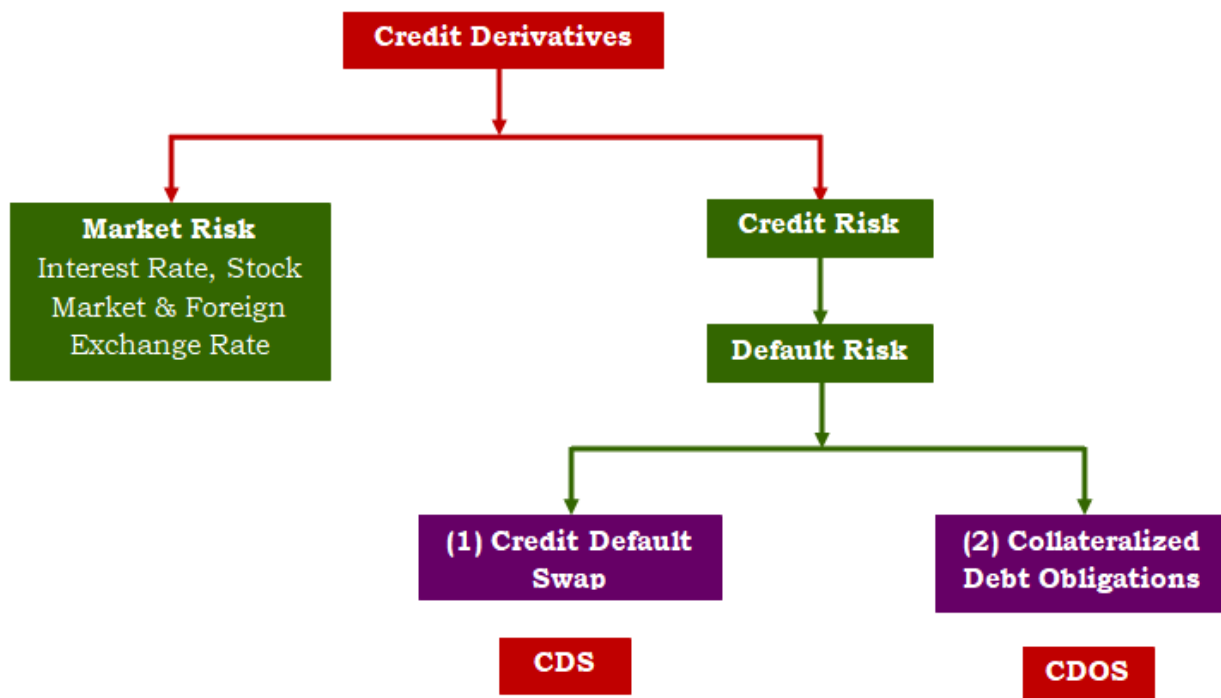 Credit Derivatives
Market Risk
Interest Rate, Stock
Market & Foreign
Exchange Rate
Credit Risk
Default Risk
(1) Credit Default
Swap
(2) Collateralized
Debt Obligations
CDS
CDOS